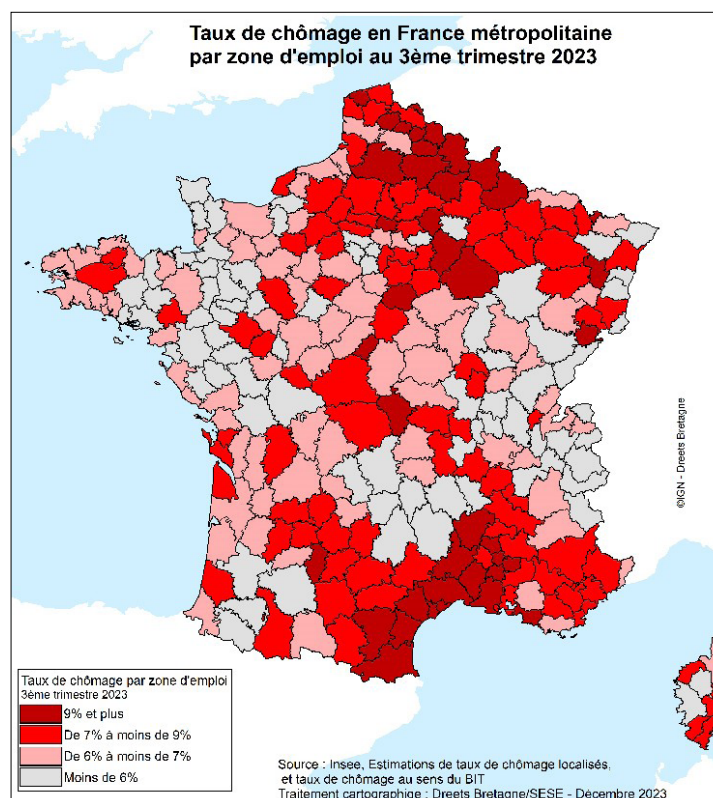 Taux de chômage en France métropolitaine
par zone d'emploi au 3ème trimestre 2023
©IGN - Dreets Bretagne
Taux de chômage par zone d'emploi
3ème trimestre 2023
9% et plus
De 7% à moins de 9%
De 6% à moins de 7%
Moins de 6%
Source : Insee, Estimations de taux de chômage localisés,
et taux de chômage au sens du BIT
Traitement cartographique : Dreets Bretagne/SESE - Décembre 2023